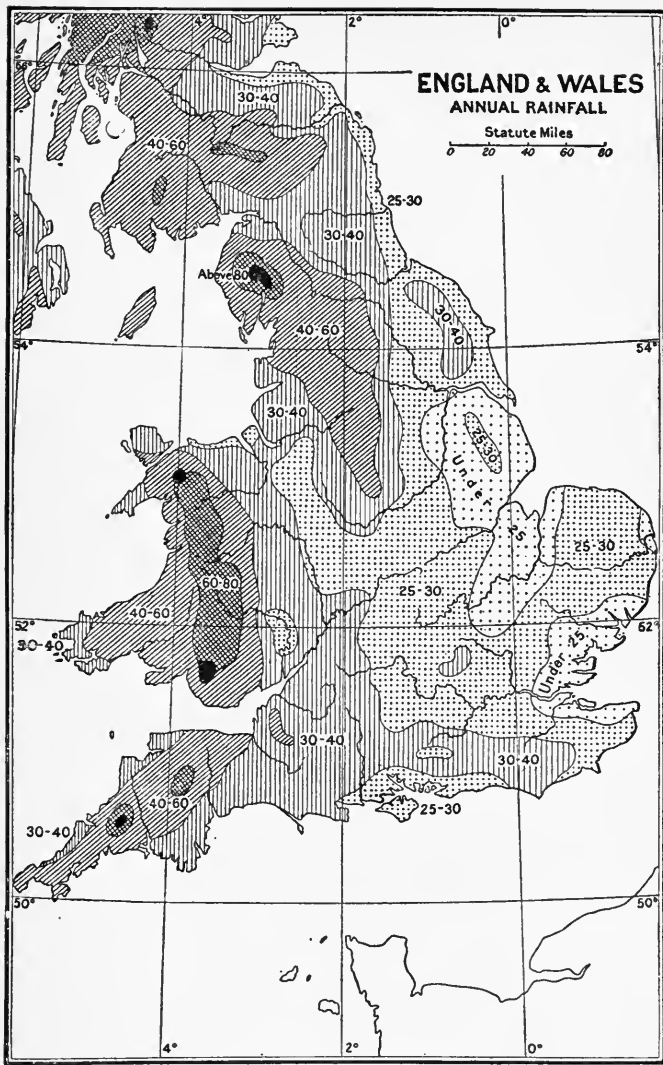 4° 2° 0°
56°
ENGLAND & WALES
ANNUAL RAINFALL
Statute Miles
0 20 40 60 80
30-40
40-60
25-30
30-40
Above 80
30-40
40-60
54° 54°
30-40
25-30
Under
25
25-30
60-80
25-30
40-60
52° 52°
30-40
Under 25
30-40
30-40
40-60
25-30
30-40
50° 50°
4° 2° 0°